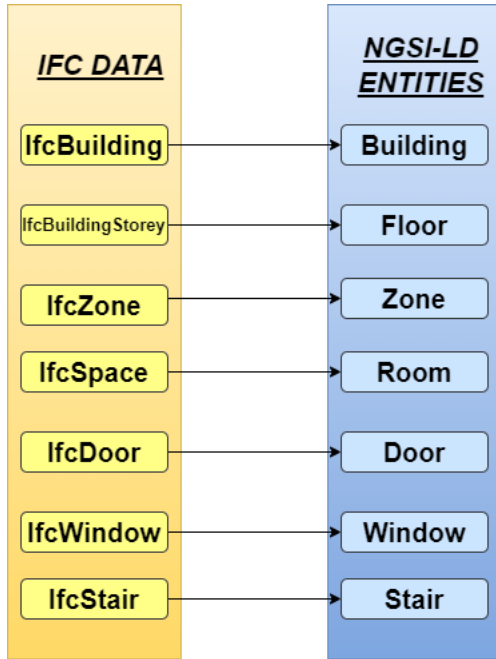 IFC DATA
NGSI-LD
ENTITIES
IfcBuilding
Building
IfcBuildingStorey
Floor
IfcZone
Zone
IfcSpace
Room
IfcDoor
Door
IfcWindow
Window
IfcStair
Stair